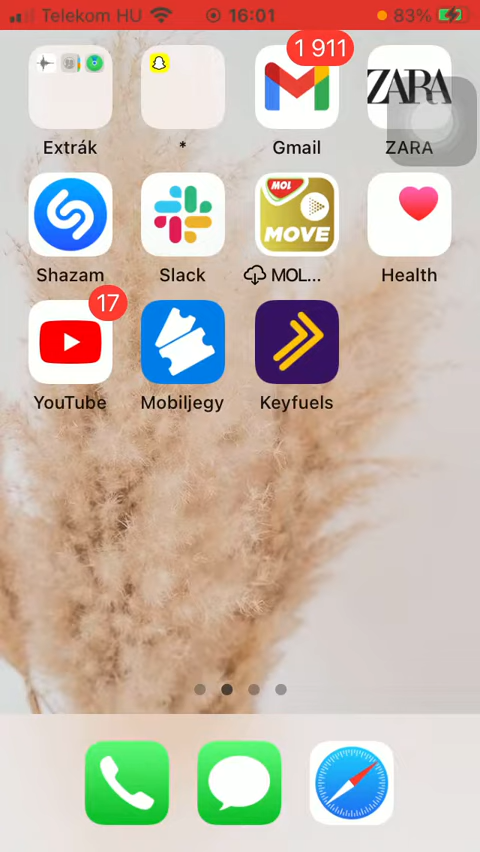 Telekom HU 16:01 83%
1 911
Extrák * Gmail ZARA
ZARA
MOL
MOVE
Shazam Slack MOL... Health
17
YouTube Mobiljegy Keyfuels